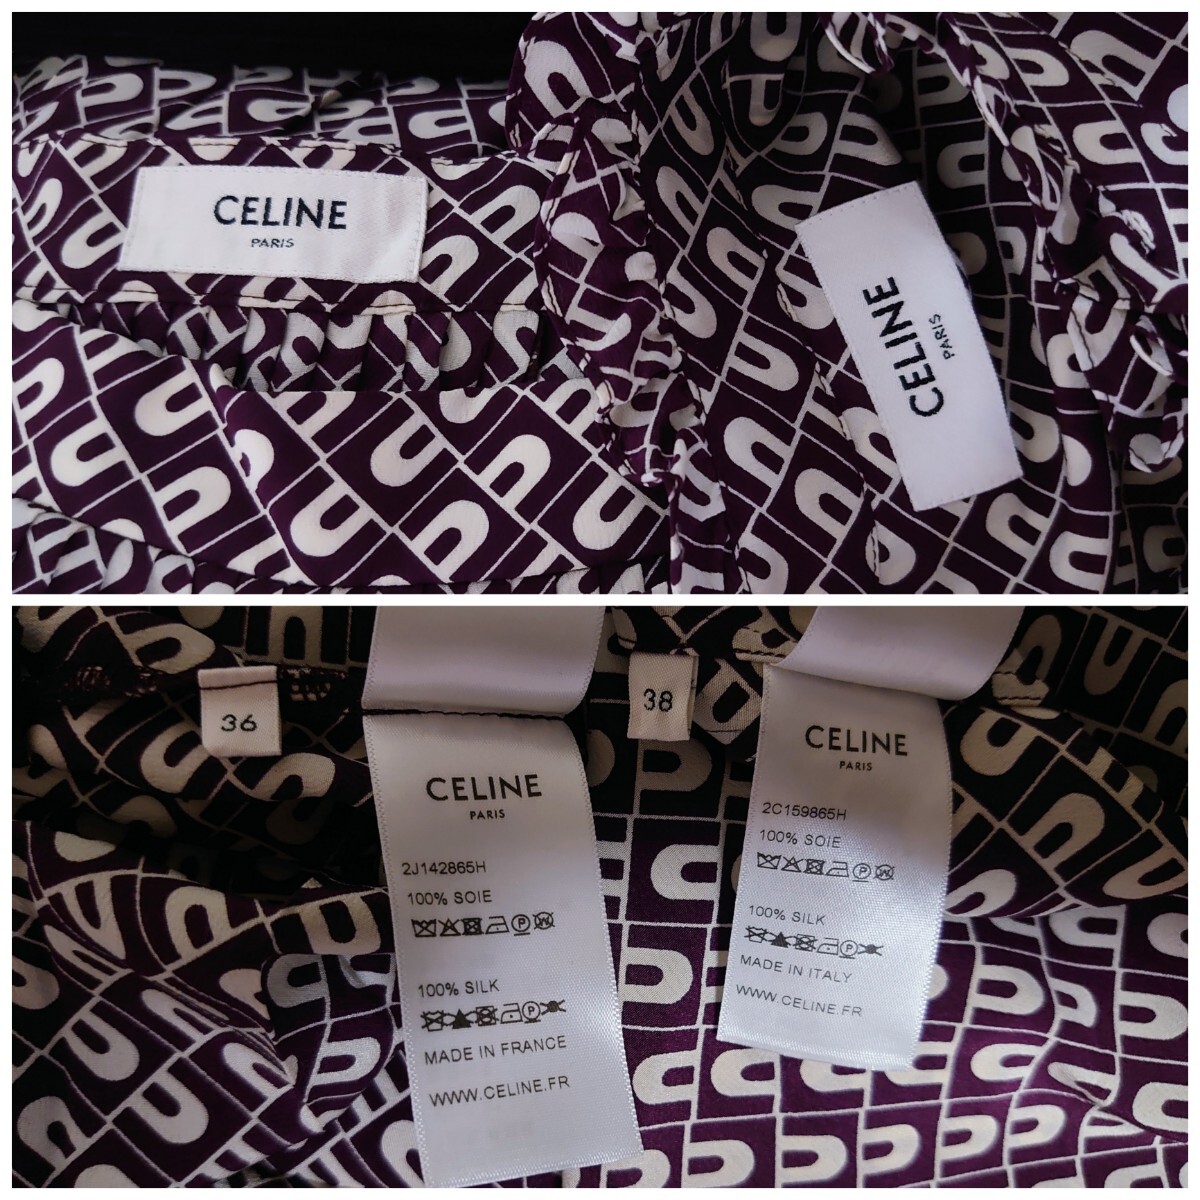 CELINE
PARIS
CELINE
PARIS
36
CELINE
PARIS
2J142865H
100% SOIE
P
W
100% SILK
P
MADE IN FRANCE
WWW.CELINE.FR
38
CELINE
PARIS
2C159865H
100% SOIE
P
W
100% SILK
P
MADE IN ITALY
WWW.CELINE.FR